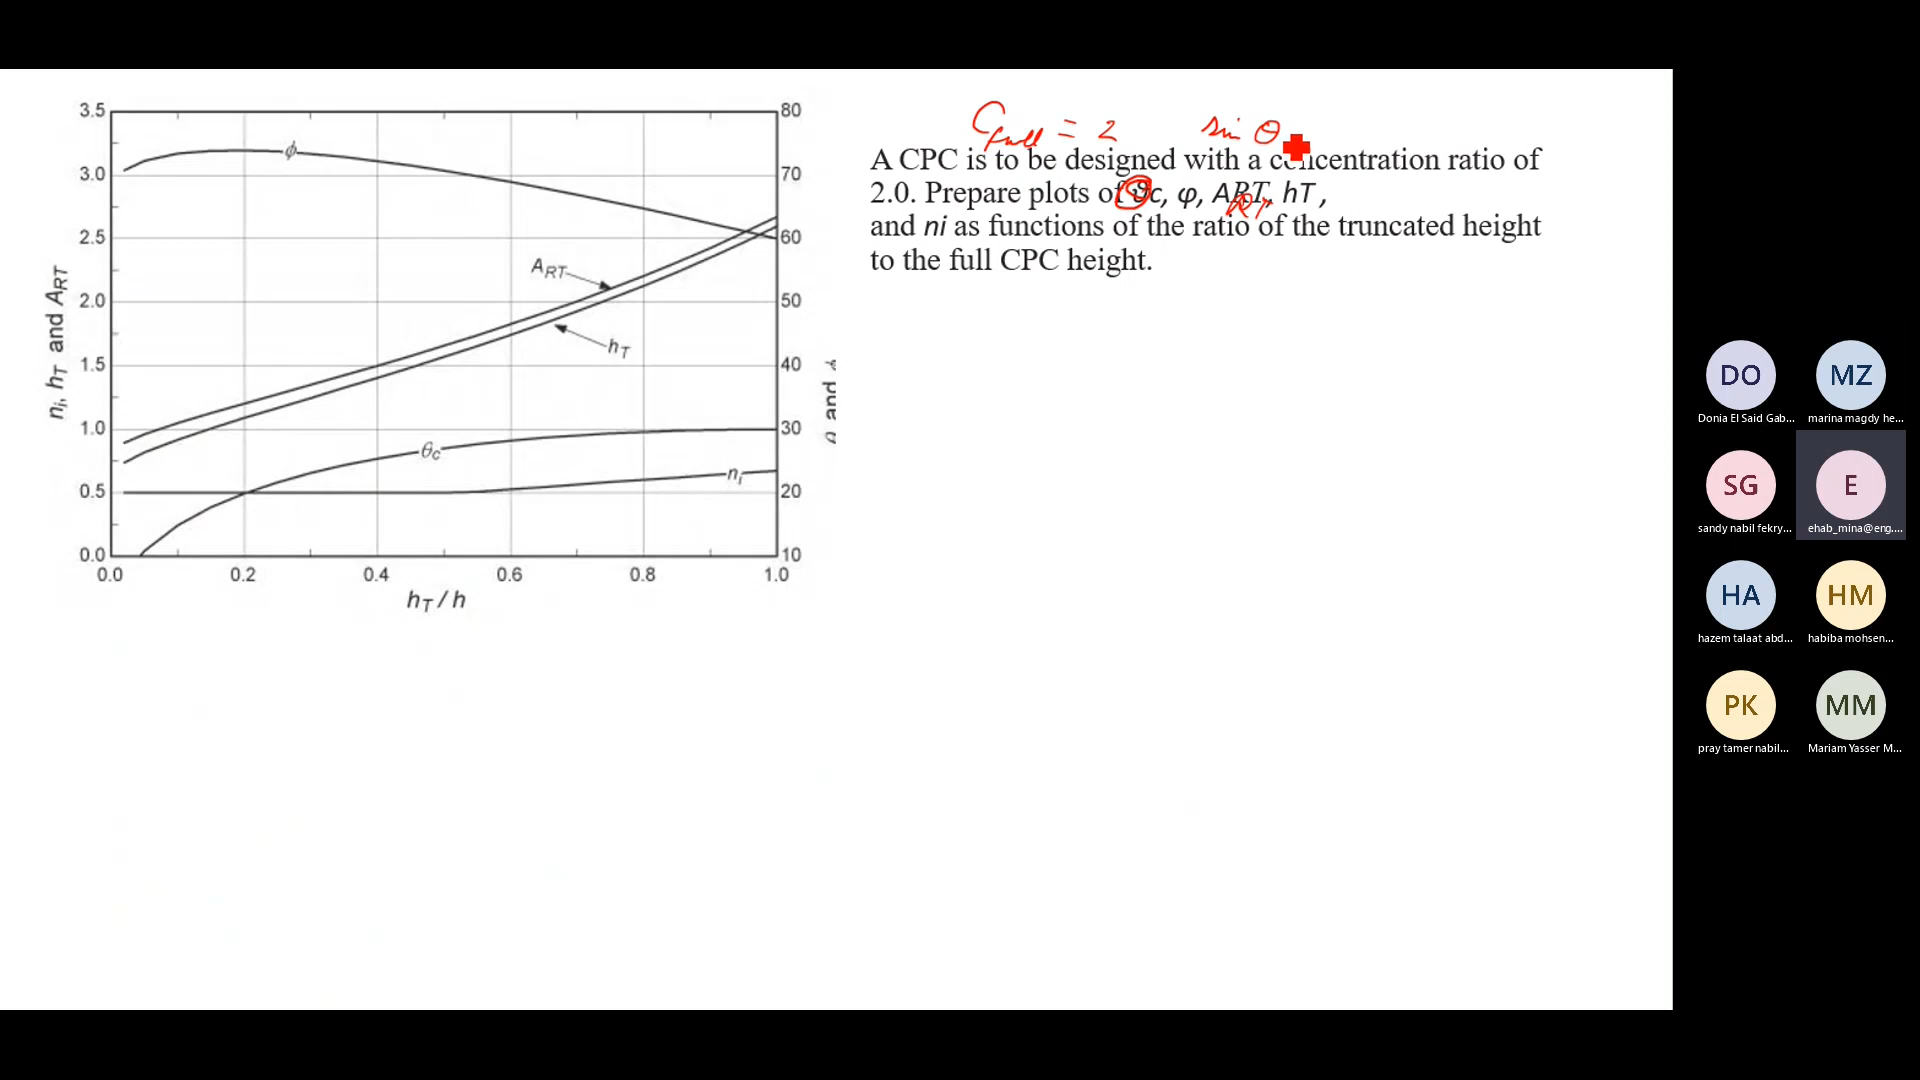 3.5
3.0
2.5
2.0
1.5
1.0
0.5
0.0
80
70
60
50
40
30
20
10
0.0 0.2 0.4 0.6 0.8 1.0
nᵢ, h_T and A_RT
h_T / h
ϕ
A_RT
h_T
θ_c
nᵢ
and
C_full = 2 sin θ
A CPC is to be designed with a concentration ratio of
2.0. Prepare plots of θc, φ, ART, hT,
RT
and ni as functions of the ratio of the truncated height
to the full CPC height.
DO
Donia El Said Gab...
MZ
marina magdy he...
SG
sandy nabil fekry...
E
ehab_mina@eng....
HA
hazem talaat abd...
HM
habiba mohsen...
PK
pray tamer nabil...
MM
Mariam Yasser M...